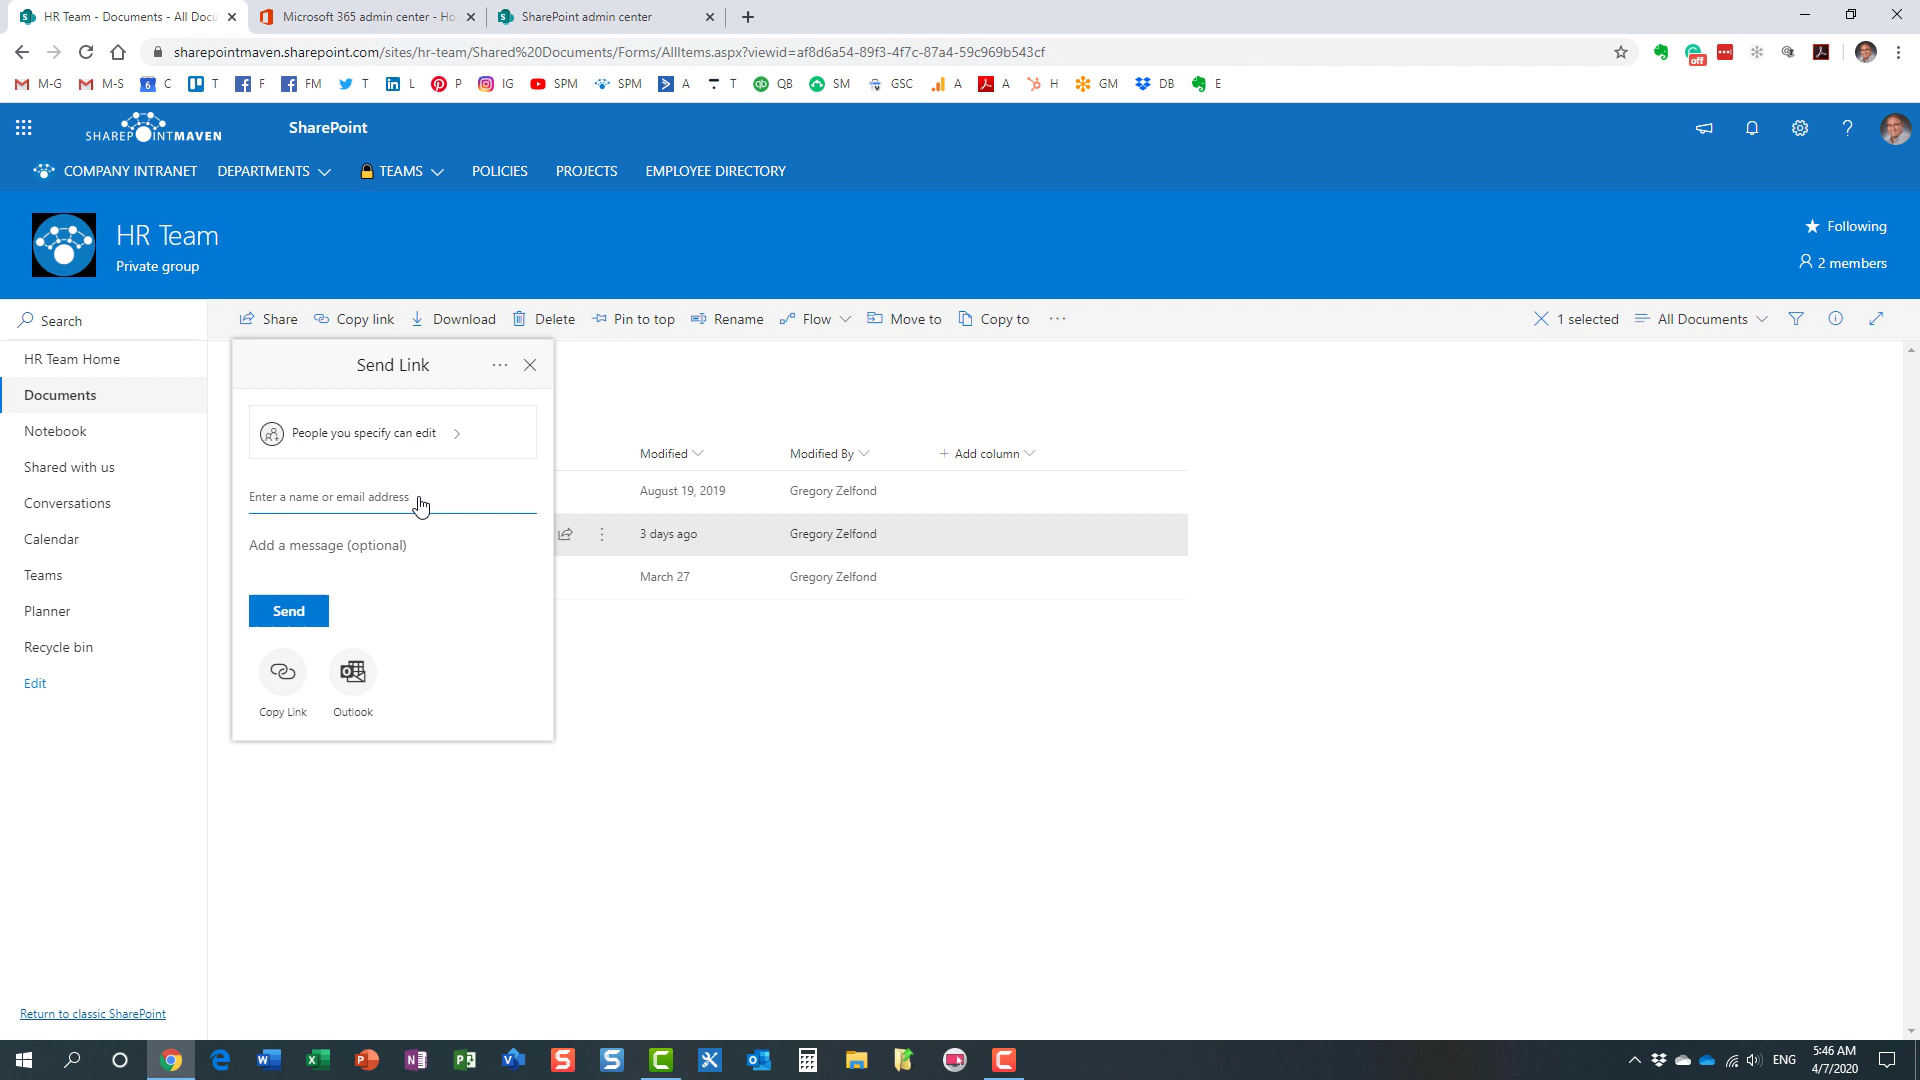 HR Team - Documents - All Docu
Microsoft 365 admin center - Ho
SharePoint admin center
sharepointmaven.sharepoint.com/sites/hr-team/Shared%20Documents/Forms/AllItems.aspx?viewid=af8d6a54-89f3-4f7c-87a4-59c969b543cf
off
M-G M-S 6 C T F FM T L P IG SPM SPM A T QB SM GSC A A H GM DB E
SHAREPOINTMAVEN
SharePoint
COMPANY INTRANET DEPARTMENTS TEAMS POLICIES PROJECTS EMPLOYEE DIRECTORY
HR Team
Private group
Following
2 members
Search
Share Copy link Download Delete Pin to top Rename Flow Move to Copy to
1 selected All Documents
HR Team Home
Documents
Notebook
Shared with us
Conversations
Calendar
Teams
Planner
Recycle bin
Edit
Return to classic SharePoint
Send Link
People you specify can edit
Enter a name or email address
Add a message (optional)
Send
Copy Link Outlook
Modified Modified By + Add column
August 19, 2019 Gregory Zelfond
3 days ago Gregory Zelfond
March 27 Gregory Zelfond
ENG
5:46 AM
4/7/2020